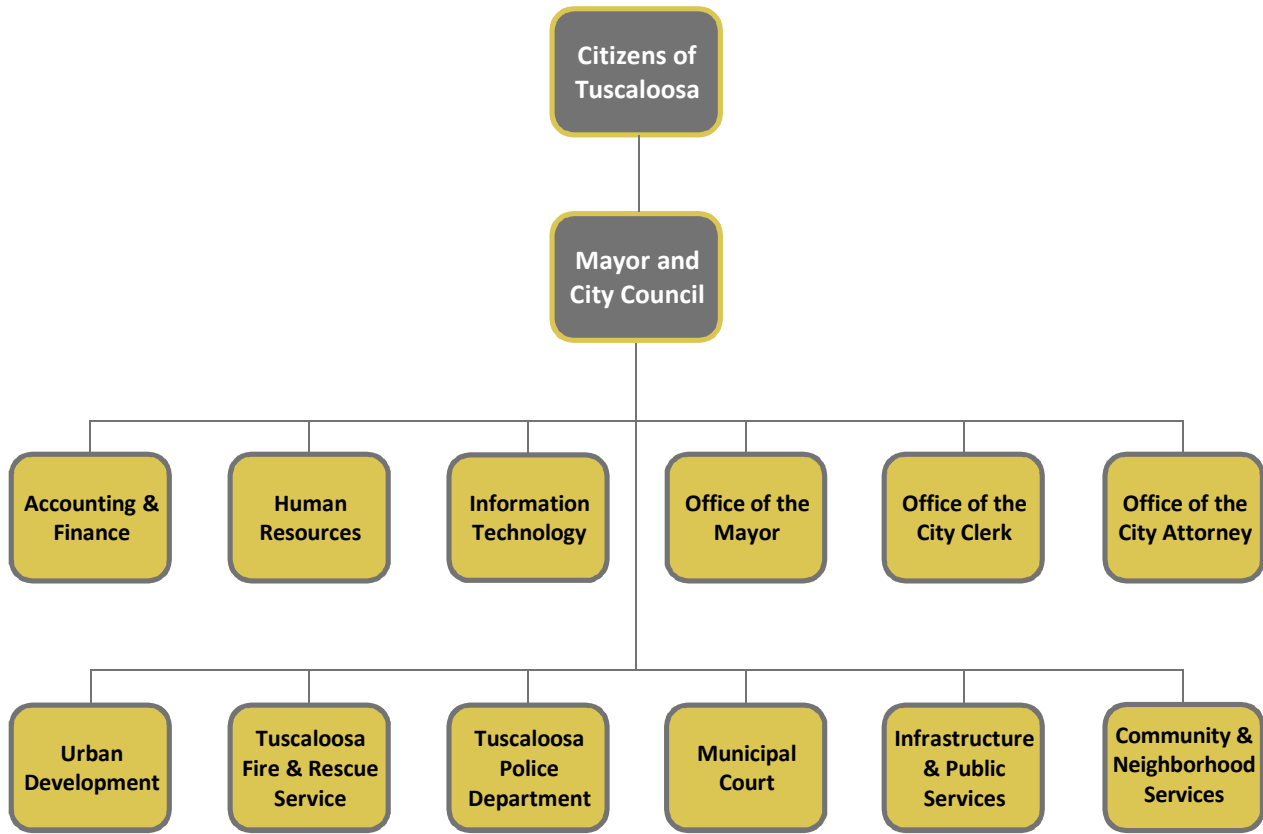 Citizens of
Tuscaloosa
Mayor and
City Council
Accounting &
Finance
Human
Resources
Information
Technology
Office of the
Mayor
Office of the
City Clerk
Office of the
City Attorney
Urban
Development
Tuscaloosa
Fire & Rescue
Service
Tuscaloosa
Police
Department
Municipal
Court
Infrastructure
& Public
Services
Community &
Neighborhood
Services